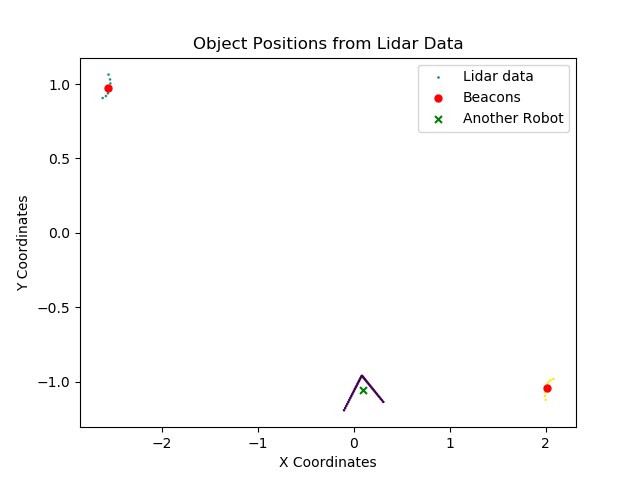 Object Positions from Lidar Data
Lidar data
Beacons
Another Robot
1.0
0.5
0.0
−0.5
−1.0
Y Coordinates
−2
−1
0
1
2
X Coordinates